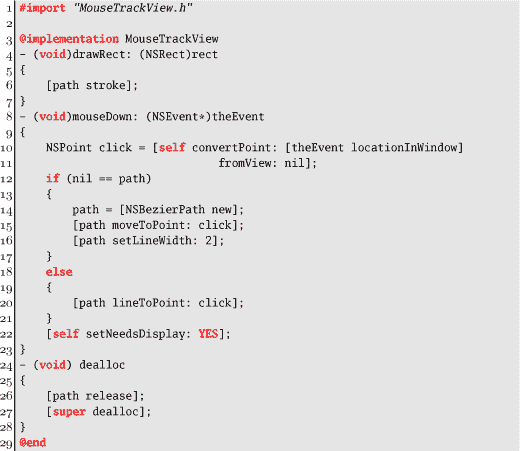 1 #import "MouseTrackView.h"
2
3 @implementation MouseTrackView
4 - (void)drawRect: (NSRect)rect
5 {
6     [path stroke];
7 }
8 - (void)mouseDown: (NSEvent*)theEvent
9 {
10     NSPoint click = [self convertPoint: [theEvent locationInWindow]
11                               fromView: nil];
12     if (nil == path)
13     {
14         path = [NSBezierPath new];
15         [path moveToPoint: click];
16         [path setLineWidth: 2];
17     }
18     else
19     {
20         [path lineToPoint: click];
21     }
22     [self setNeedsDisplay: YES];
23 }
24 - (void) dealloc
25 {
26     [path release];
27     [super dealloc];
28 }
29 @end